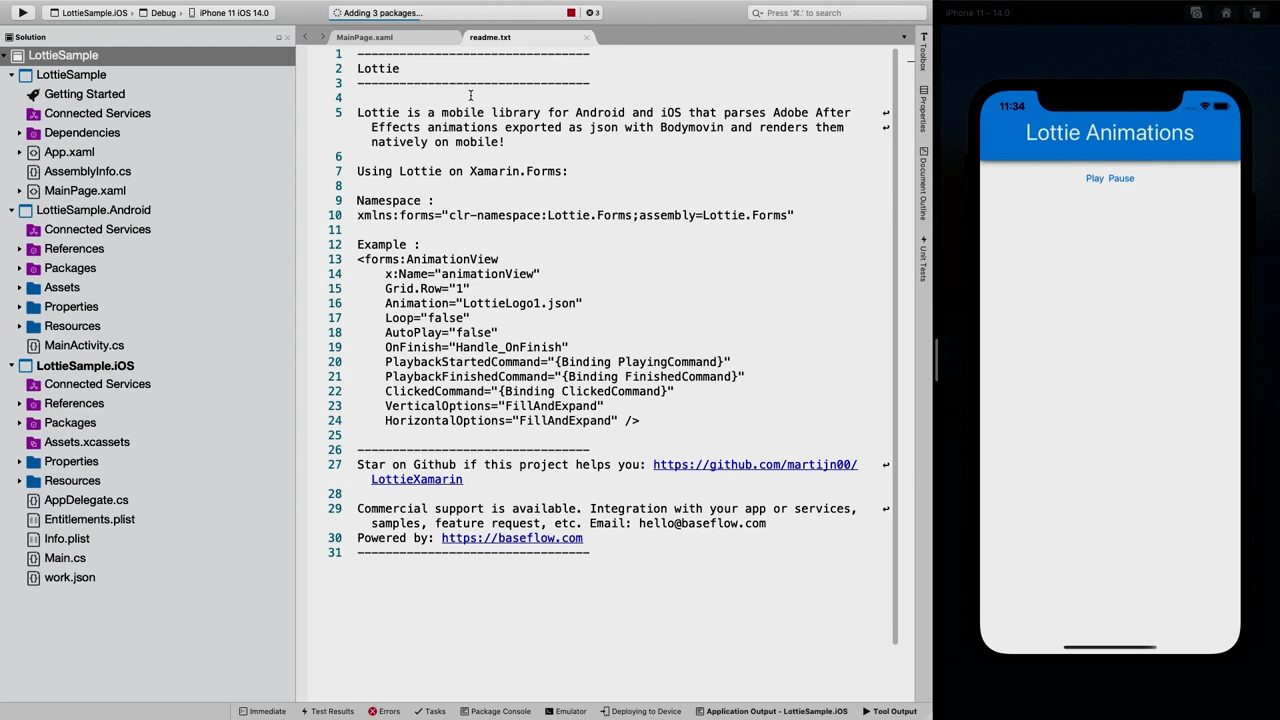 LottieSample.iOS > Debug > iPhone 11 iOS 14.0
Adding 3 packages...
3
Press '⌘.' to search
iPhone 11 – 14.0
Solution
MainPage.xaml
readme.txt
LottieSample
LottieSample
Getting Started
Connected Services
Dependencies
App.xaml
AssemblyInfo.cs
MainPage.xaml
LottieSample.Android
Connected Services
References
Packages
Assets
Properties
Resources
MainActivity.cs
LottieSample.iOS
Connected Services
References
Packages
Assets.xcassets
Properties
Resources
AppDelegate.cs
Entitlements.plist
Info.plist
Main.cs
work.json
1 ---------------------------------
2 Lottie
3 ---------------------------------
4
5 Lottie is a mobile library for Android and iOS that parses Adobe After
Effects animations exported as json with Bodymovin and renders them
natively on mobile!
6
7 Using Lottie on Xamarin.Forms:
8
9 Namespace :
10 xmlns:forms="clr-namespace:Lottie.Forms;assembly=Lottie.Forms"
11
12 Example :
13 <forms:AnimationView
14 x:Name="animationView"
15 Grid.Row="1"
16 Animation="LottieLogo1.json"
17 Loop="false"
18 AutoPlay="false"
19 OnFinish="Handle_OnFinish"
20 PlaybackStartedCommand="{Binding PlayingCommand}"
21 PlaybackFinishedCommand="{Binding FinishedCommand}"
22 ClickedCommand="{Binding ClickedCommand}"
23 VerticalOptions="FillAndExpand"
24 HorizontalOptions="FillAndExpand" />
25
26 ---------------------------------
27 Star on Github if this project helps you: https://github.com/martijn00/
LottieXamarin
28
29 Commercial support is available. Integration with your app or services,
samples, feature request, etc. Email: hello@baseflow.com
30 Powered by: https://baseflow.com
31 ---------------------------------
Toolbox
Properties
Document Outline
Unit Tests
11:34
Lottie Animations
Play Pause
Immediate
Test Results
Errors
Tasks
Package Console
Emulator
Deploying to Device
Application Output - LottieSample.iOS
Tool Output